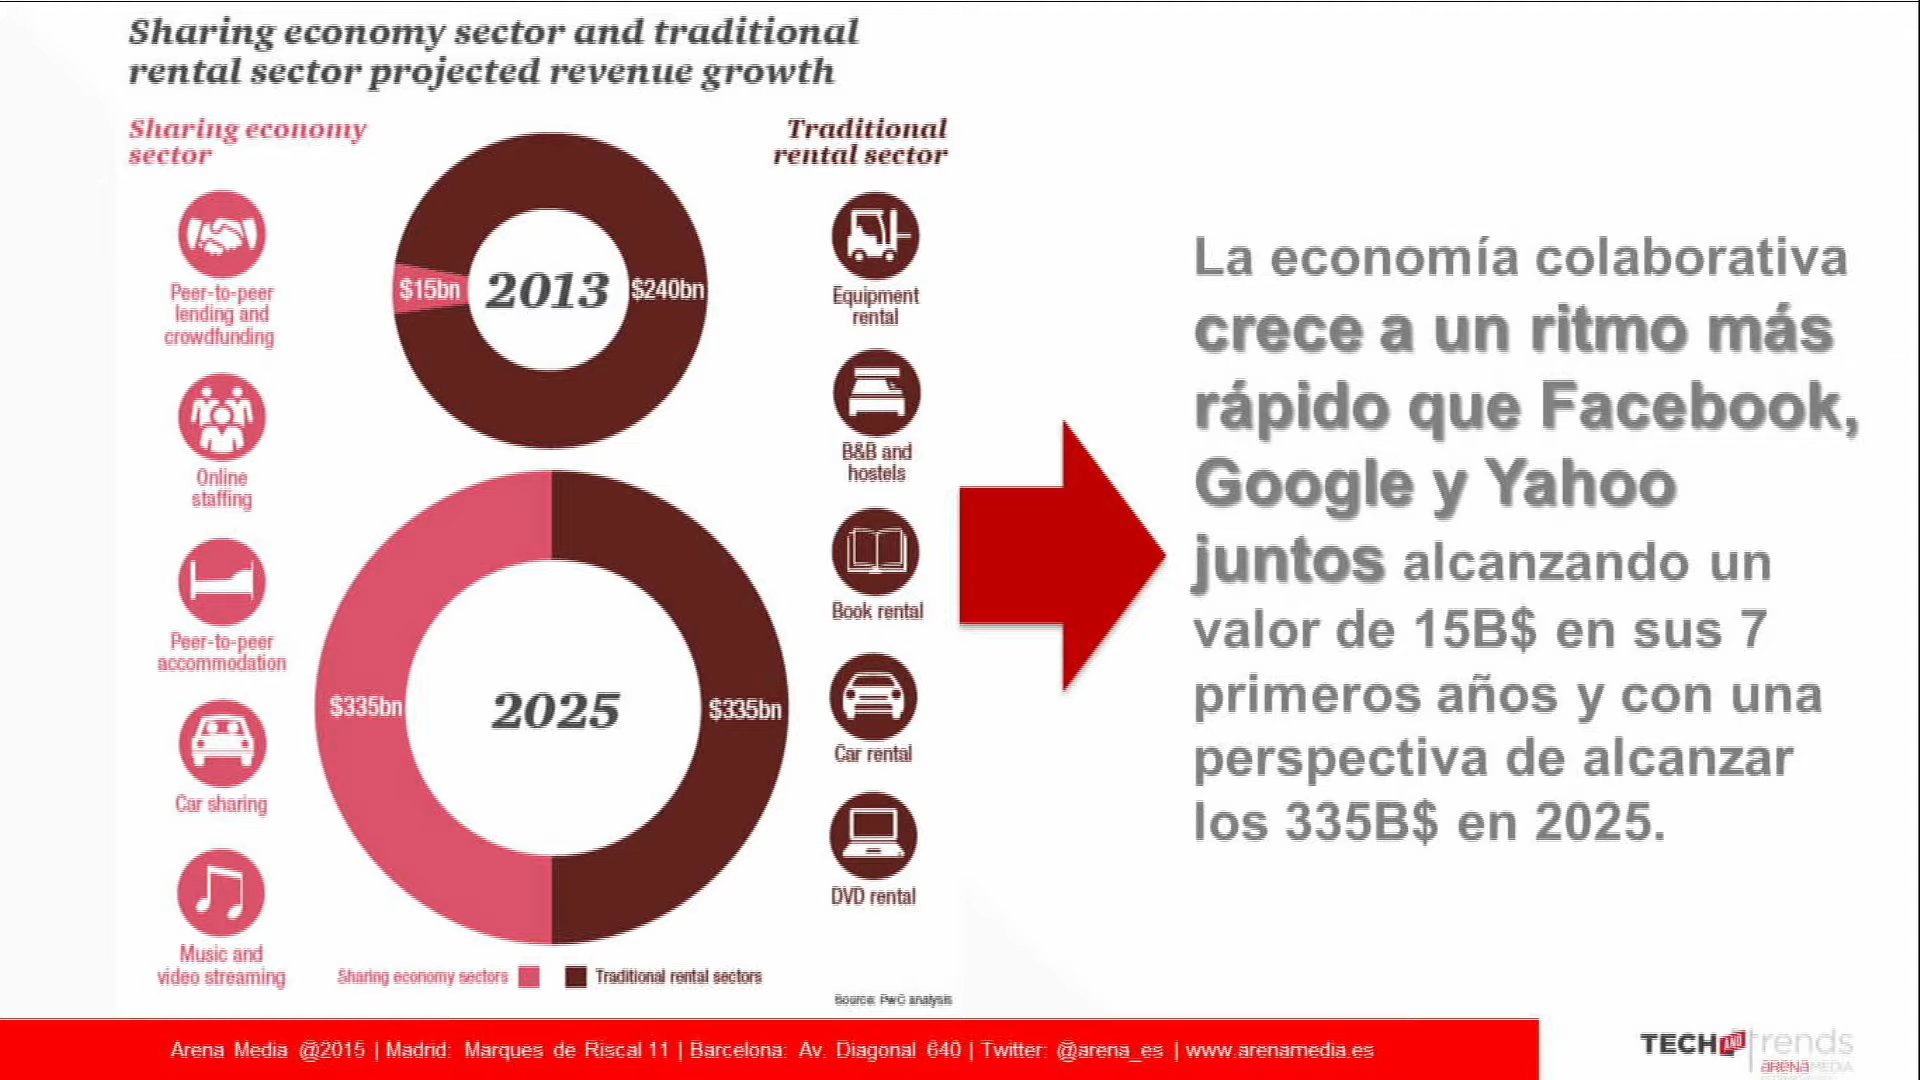 Sharing economy sector and traditional
rental sector projected revenue growth
Sharing economy
sector
Peer-to-peer
lending and
crowdfunding
Online
staffing
Peer-to-peer
accommodation
Car sharing
Music and
video streaming
$15bn
2013
$240bn
$335bn
2025
$335bn
Traditional
rental sector
Equipment
rental
B&B and
hostels
Book rental
Car rental
DVD rental
Sharing economy sectors
Traditional rental sectors
Source: PwC analysis
La economía colaborativa
crece a un ritmo más
rápido que Facebook,
Google y Yahoo
juntos alcanzando un
valor de 15B$ en sus 7
primeros años y con una
perspectiva de alcanzar
los 335B$ en 2025.
Arena Media @2015 | Madrid: Marques de Riscal 11 | Barcelona: Av. Diagonal 640 | Twitter: @arena_es | www.arenamedia.es
TECH AND trends
arena MEDIA